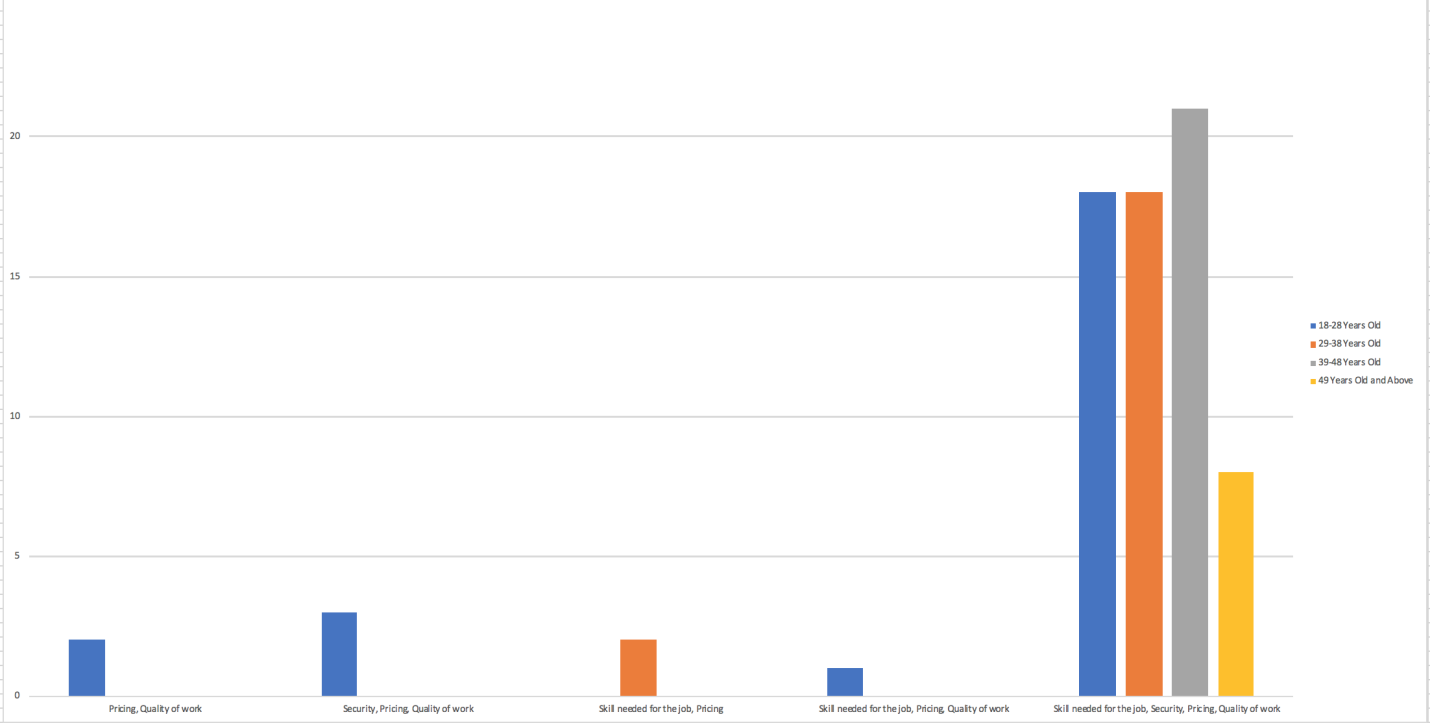 20
15
10
5
0
Pricing, Quality of work
Security, Pricing, Quality of work
Skill needed for the job, Pricing
Skill needed for the job, Pricing, Quality of work
Skill needed for the job, Security, Pricing, Quality of work
18-28 Years Old
29-38 Years Old
39-48 Years Old
49 Years Old and Above